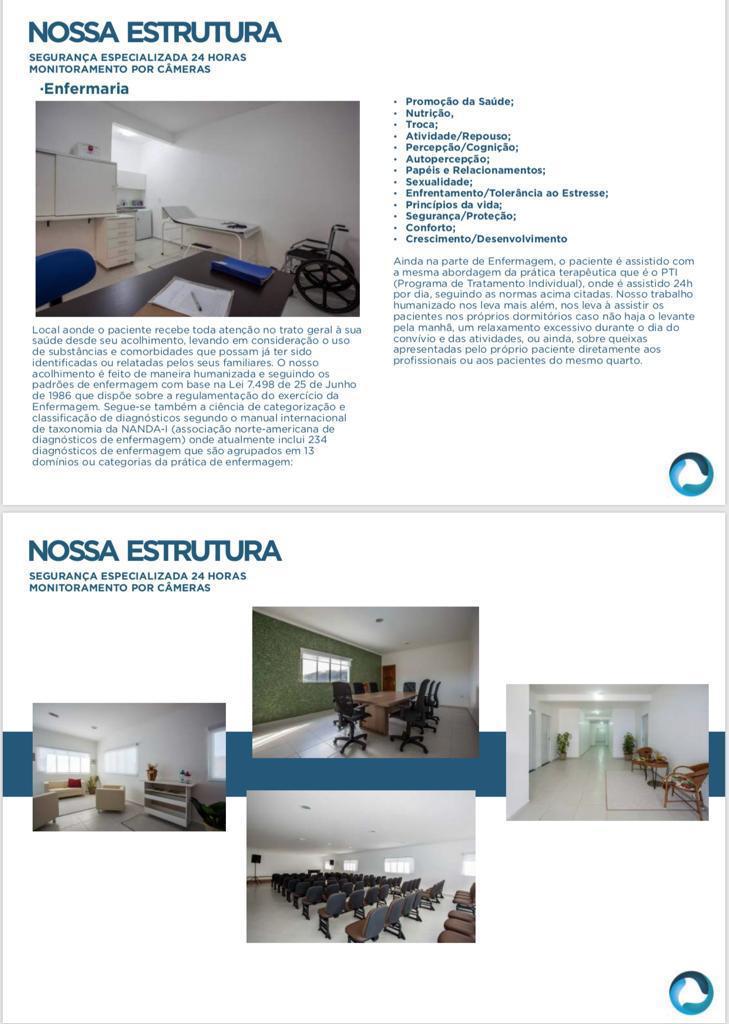 NOSSA ESTRUTURA
SEGURANÇA ESPECIALIZADA 24 HORAS
MONITORAMENTO POR CÂMERAS
·Enfermaria
Local aonde o paciente recebe toda atenção no trato geral à sua
saúde desde seu acolhimento, levando em consideração o uso
de substâncias e comorbidades que possam já ter sido
identificadas ou relatadas pelos seus familiares. O nosso
acolhimento é feito de maneira humanizada e seguindo os
padrões de enfermagem com base na Lei 7.498 de 25 de Junho
de 1986 que dispõe sobre a regulamentação do exercício da
Enfermagem. Segue-se também a ciência de categorização e
classificação de diagnósticos segundo o manual internacional
de taxonomia da NANDA-I (associação norte-americana de
diagnósticos de enfermagem) onde atualmente inclui 234
diagnósticos de enfermagem que são agrupados em 13
domínios ou categorias da prática de enfermagem:
• Promoção da Saúde;
• Nutrição,
• Troca;
• Atividade/Repouso;
• Percepção/Cognição;
• Autopercepção;
• Papéis e Relacionamentos;
• Sexualidade;
• Enfrentamento/Tolerância ao Estresse;
• Princípios da vida;
• Segurança/Proteção;
• Conforto;
• Crescimento/Desenvolvimento
Ainda na parte de Enfermagem, o paciente é assistido com
a mesma abordagem da prática terapêutica que é o PTI
(Programa de Tratamento Individual), onde é assistido 24h
por dia, seguindo as normas acima citadas. Nosso trabalho
humanizado nos leva mais além, nos leva à assistir os
pacientes nos próprios dormitórios caso não haja o levante
pela manhã, um relaxamento excessivo durante o dia do
convívio e das atividades, ou ainda, sobre queixas
apresentadas pelo próprio paciente diretamente aos
profissionais ou aos pacientes do mesmo quarto.
NOSSA ESTRUTURA
SEGURANÇA ESPECIALIZADA 24 HORAS
MONITORAMENTO POR CÂMERAS